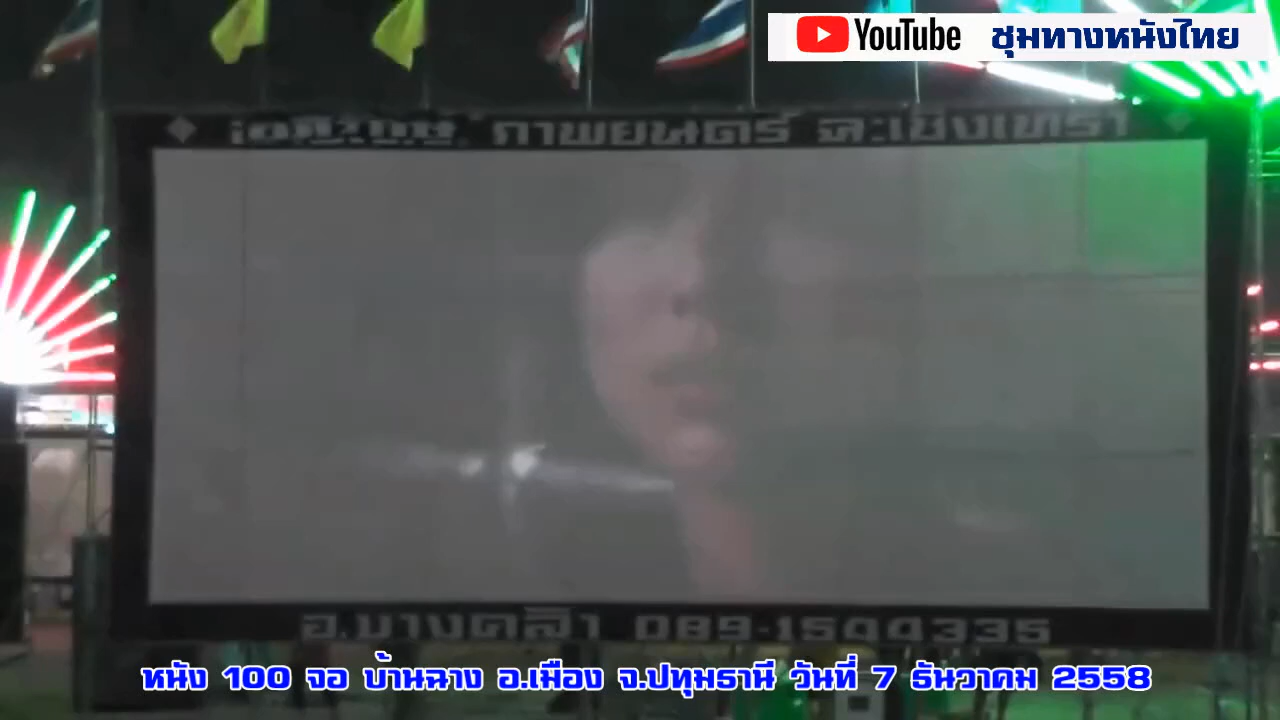 YouTube ชุมทางหนังไทย
ภาพยนตร์ ฉะเชิงเทรา
อ.บางคล้า 089-1544335
หนัง 100 จอ บ้านฉาง อ.เมือง จ.ปทุมธานี วันที่ 7 ธันวาคม 2558